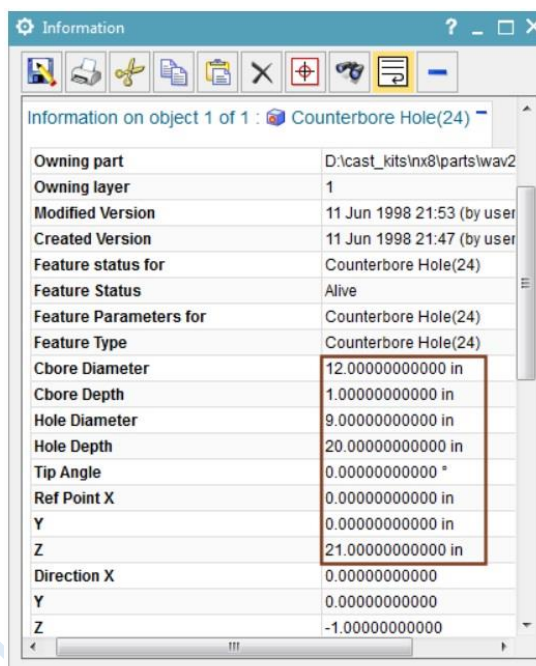 Information
?
Information on object 1 of 1 : Counterbore Hole(24)
Owning part D:\cast_kits\nx8\parts\wav2
Owning layer 1
Modified Version 11 Jun 1998 21:53 (by user
Created Version 11 Jun 1998 21:47 (by user
Feature status for Counterbore Hole(24)
Feature Status Alive
Feature Parameters for Counterbore Hole(24)
Feature Type Counterbore Hole(24)
Cbore Diameter 12.00000000000 in
Cbore Depth 1.00000000000 in
Hole Diameter 9.00000000000 in
Hole Depth 20.00000000000 in
Tip Angle 0.00000000000 °
Ref Point X 0.00000000000 in
Y 0.00000000000 in
Z 21.00000000000 in
Direction X 0.00000000000
Y 0.00000000000
Z -1.00000000000